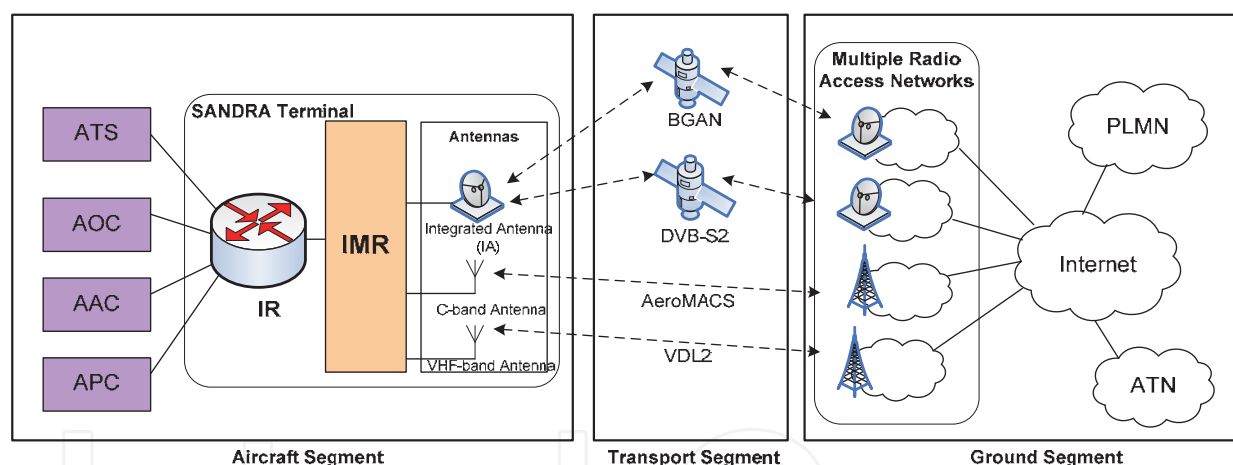 SANDRA Terminal
ATS
AOC
AAC
APC
IR
IMR
Antennas
Integrated Antenna
(IA)
C-band Antenna
VHF-band Antenna
Aircraft Segment
BGAN
DVB-S2
AeroMACS
VDL2
Transport Segment
Multiple Radio
Access Networks
PLMN
Internet
ATN
Ground Segment